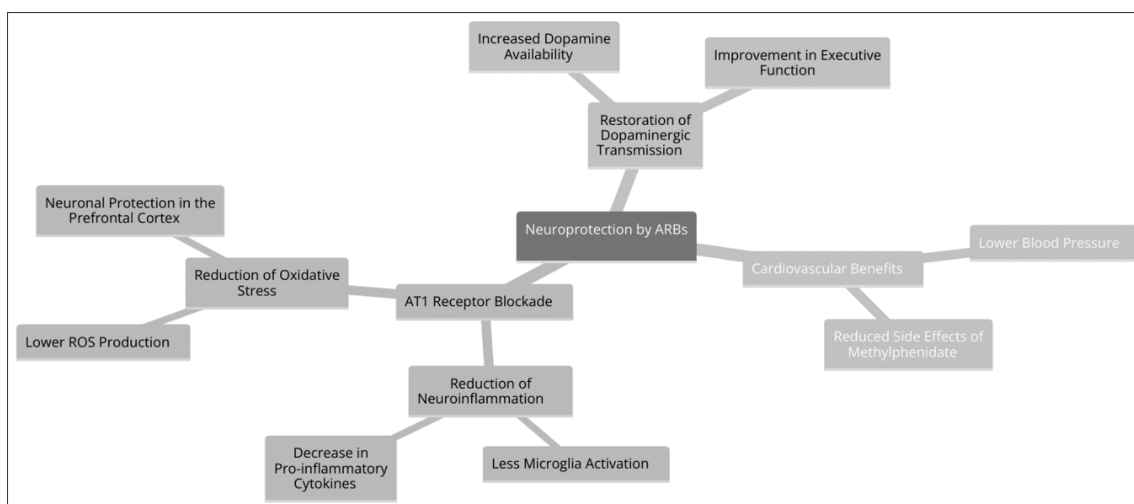 Increased Dopamine
Availability
Improvement in Executive
Function
Restoration of
Dopaminergic
Transmission
Neuronal Protection in the
Prefrontal Cortex
Neuroprotection by ARBs
Lower Blood Pressure
Cardiovascular Benefits
Reduction of Oxidative
Stress
AT1 Receptor Blockade
Lower ROS Production
Reduced Side Effects of
Methylphenidate
Reduction of
Neuroinflammation
Decrease in
Pro-inflammatory
Cytokines
Less Microglia Activation